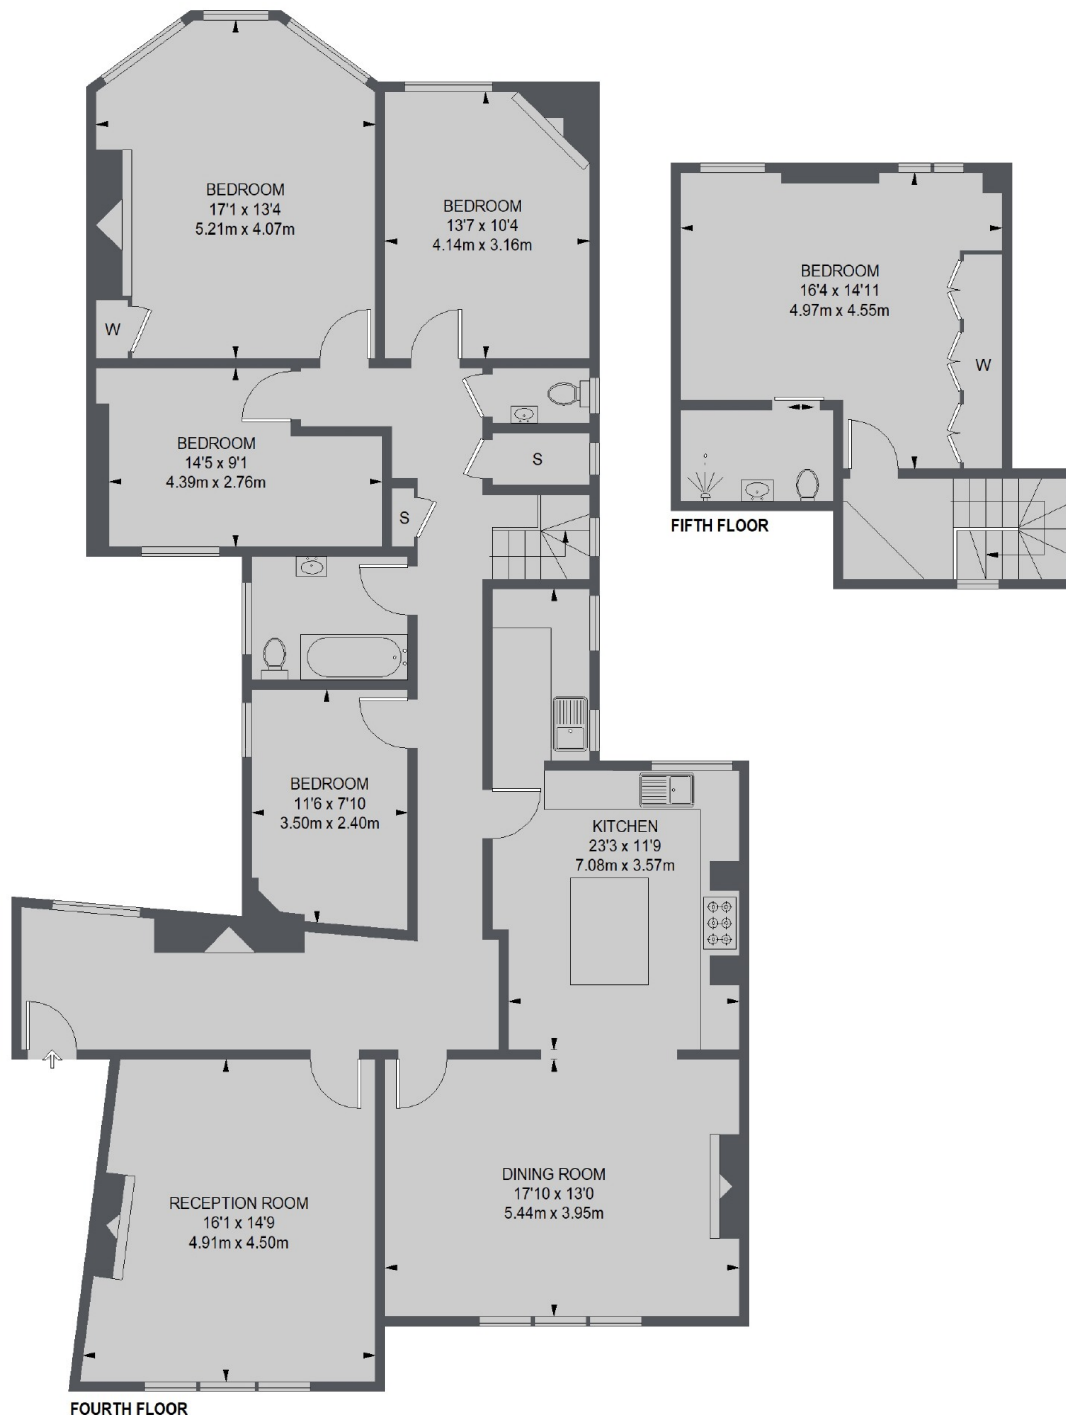 BEDROOM
17'1 x 13'4
5.21m x 4.07m
BEDROOM
13'7 x 10'4
4.14m x 3.16m
W
BEDROOM
14'5 x 9'1
4.39m x 2.76m
S
S
BEDROOM
11'6 x 7'10
3.50m x 2.40m
KITCHEN
23'3 x 11'9
7.08m x 3.57m
RECEPTION ROOM
16'1 x 14'9
4.91m x 4.50m
DINING ROOM
17'10 x 13'0
5.44m x 3.95m
FOURTH FLOOR
BEDROOM
16'4 x 14'11
4.97m x 4.55m
W
FIFTH FLOOR